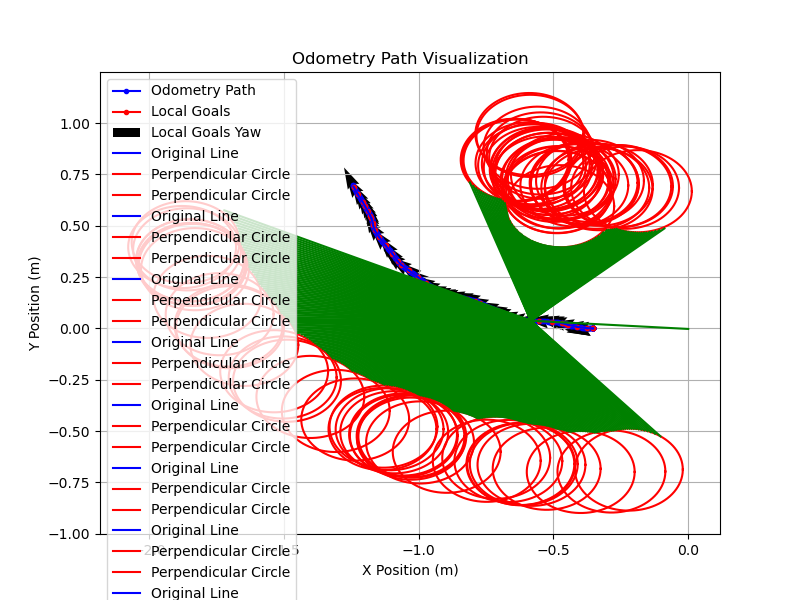 Odometry Path Visualization
Y Position (m)
1.00
0.75
0.50
0.25
0.00
−0.25
−0.50
−0.75
−1.00
Odometry Path
Local Goals
Local Goals Yaw
Original Line
Perpendicular Circle
Perpendicular Circle
Original Line
Perpendicular Circle
Perpendicular Circle
Original Line
Perpendicular Circle
Perpendicular Circle
Original Line
Perpendicular Circle
Perpendicular Circle
Original Line
Perpendicular Circle
Perpendicular Circle
Original Line
Perpendicular Circle
Perpendicular Circle
Original Line
Perpendicular Circle
Perpendicular Circle
Original Line
−1.0
−0.5
0.0
X Position (m)